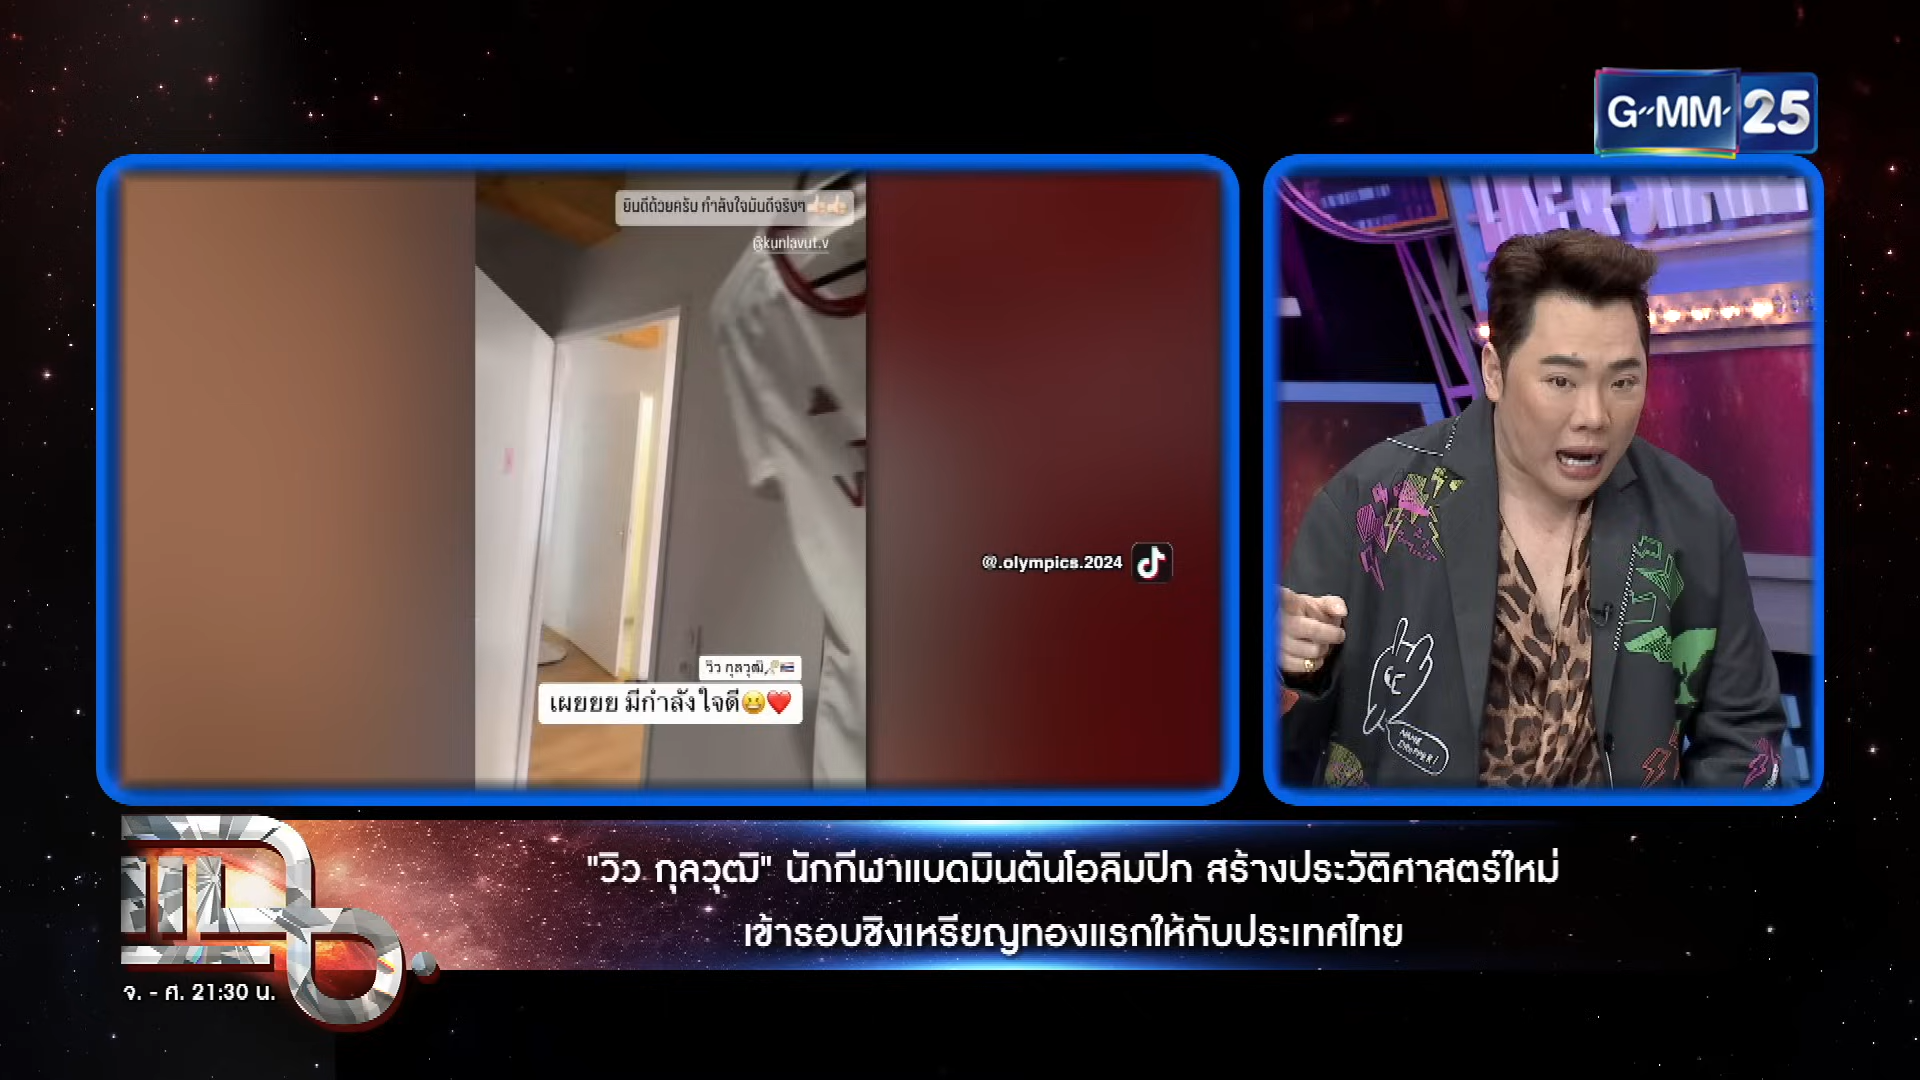 G-MM- 25
ยินดีด้วยครับ กำลังใจมันดีจริงๆ👍🏻👍🏻
@kunlavut.v
@.olympics.2024
วิว กุลวุฒิ🏸🇹🇭
เผยยย มีกำลังใจดี😆❤️
NAME DROPPER!
"วิว กุลวุฒิ" นักกีฬาแบดมินตันโอลิมปิก สร้างประวัติศาสตร์ใหม่
เข้ารอบชิงเหรียญทองแรกให้กับประเทศไทย
แฉ.
จ. - ศ. 21:30 น.